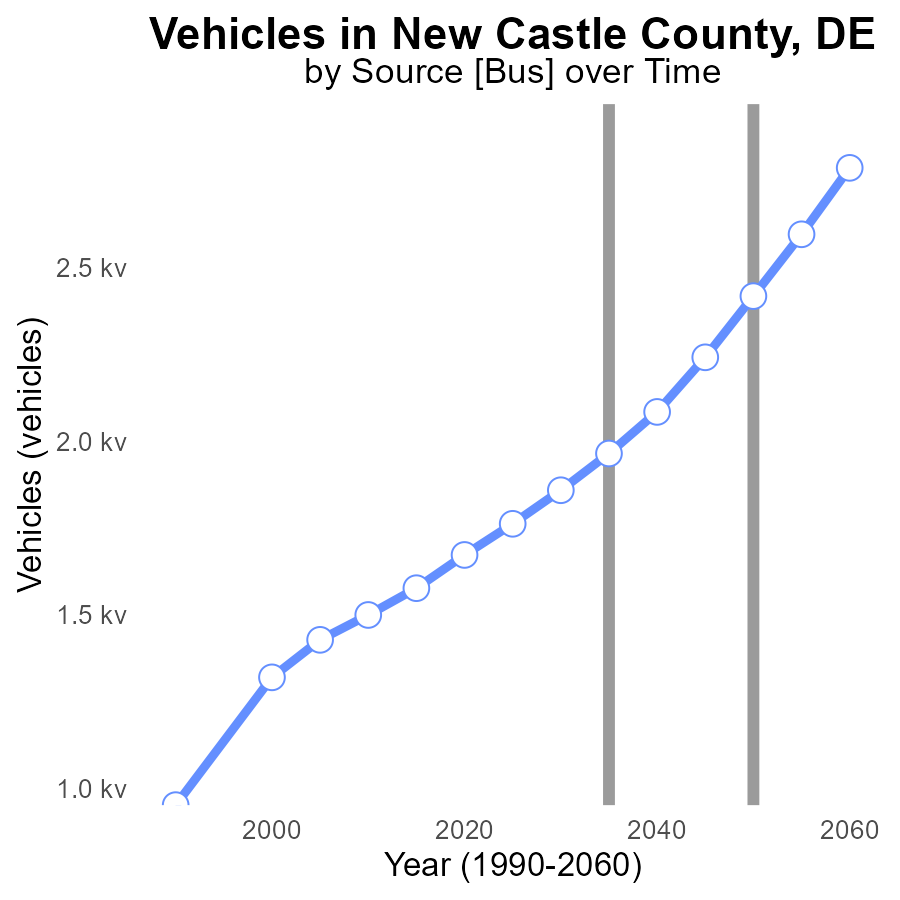 Vehicles in New Castle County, DE
by Source [Bus] over Time
Vehicles (vehicles)
2.5 kv
2.0 kv
1.5 kv
1.0 kv
2000 2020 2040 2060
Year (1990-2060)